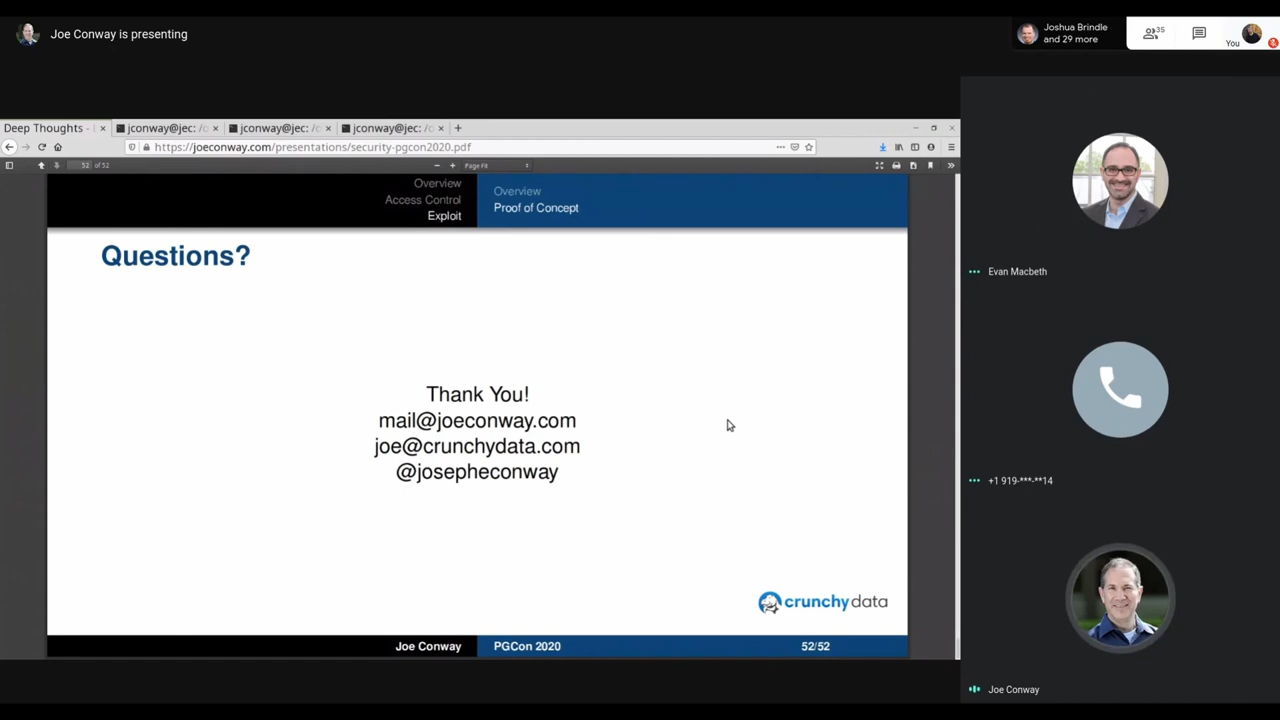 Joe Conway is presenting
Joshua Brindle
and 29 more
35
You
Deep Thoughts -
jconway@jec: /o
jconway@jec: /o
jconway@jec: /o
https://joeconway.com/presentations/security-pgcon2020.pdf
52 of 52
Page Fit
Overview
Access Control
Exploit
Overview
Proof of Concept
Questions?
Thank You!
mail@joeconway.com
joe@crunchydata.com
@josepheconway
crunchydata
Joe Conway
PGCon 2020
52/52
Evan Macbeth
+1 919-***-**14
Joe Conway